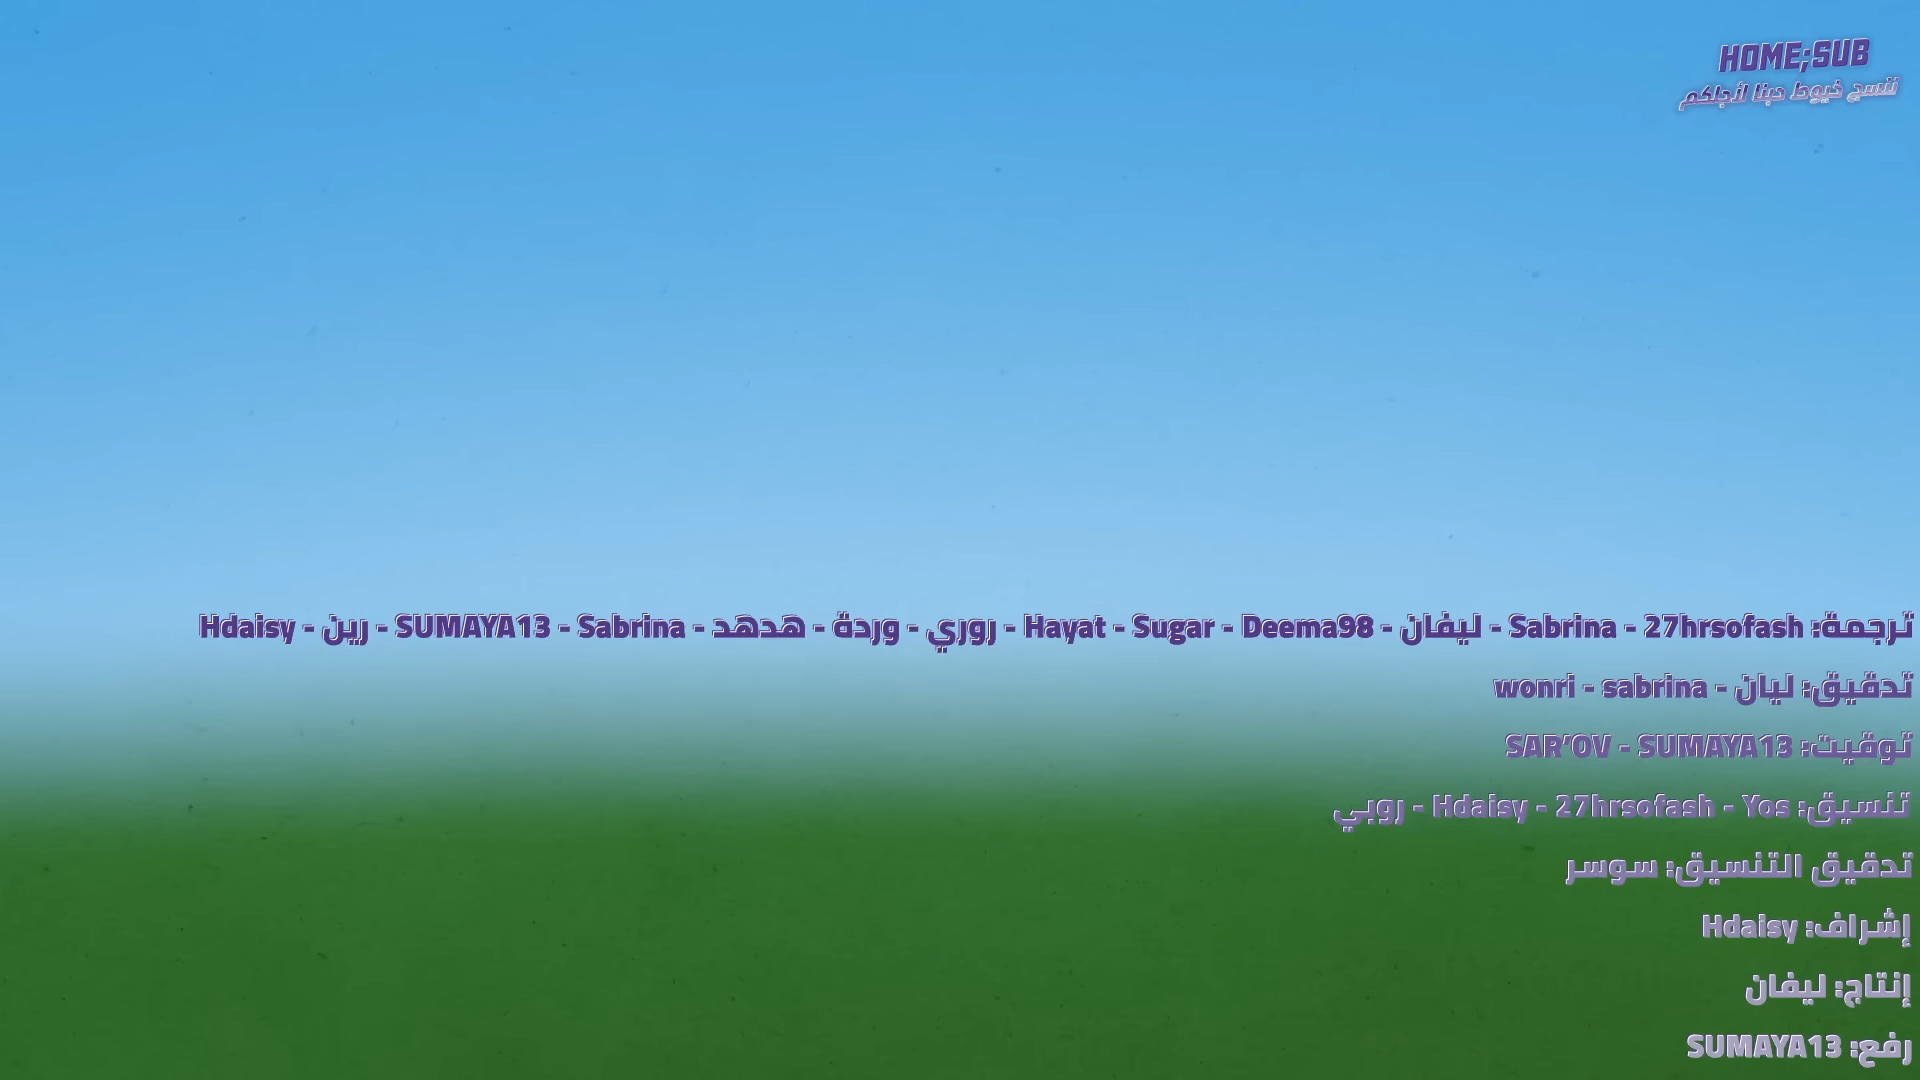 HOME;SUB
ننسج خيوط حبنا لأجلكم
ترجمة: Sabrina - 27hrsofash - ليفان - Hayat - Sugar - Deema98 - روري - وردة - هدهد - SUMAYA13 - Sabrina - رين - Hdaisy
تدقيق: ليان - wonri - sabrina
توقيت: SAR'OV - SUMAYA13
تنسيق: Hdaisy - 27hrsofash - Yos - روبي
تدقيق التنسيق: سوسر
إشراف: Hdaisy
إنتاج: ليفان
رفع: SUMAYA13